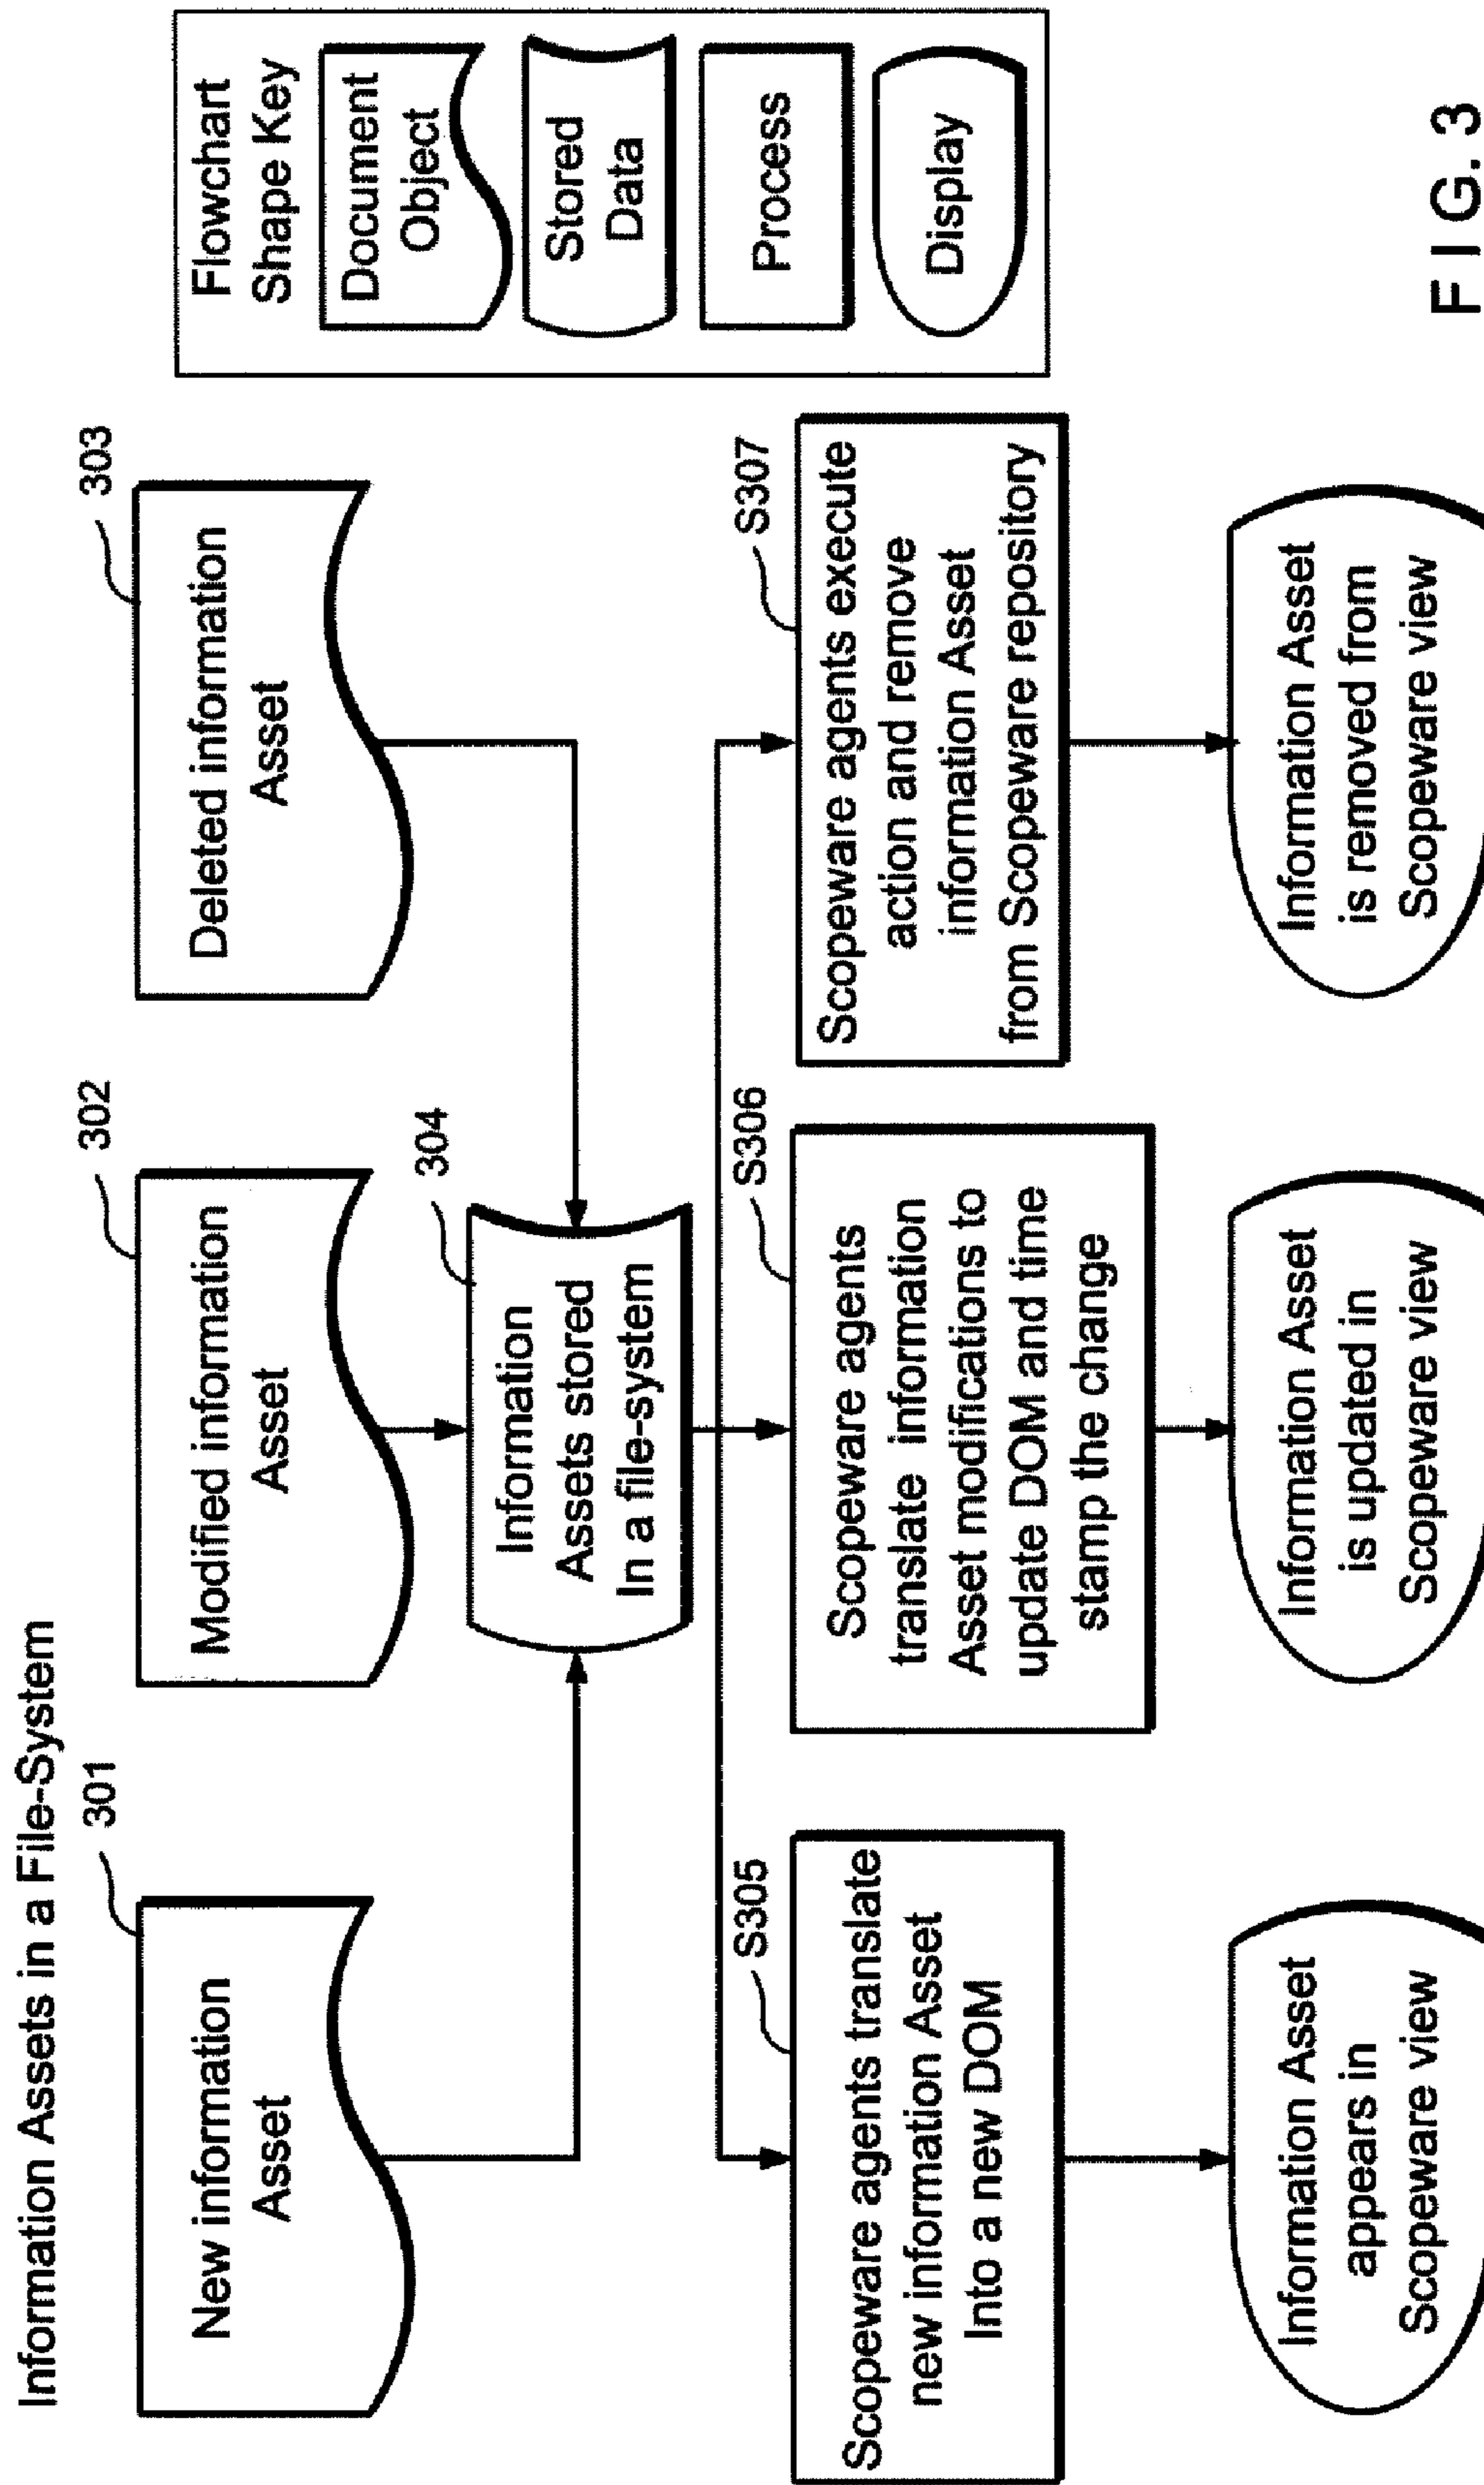 Information Assets in a File-System
301
New information
Asset
302
Modified information
Asset
303
Deleted information
Asset
304
Information
Assets stored
In a file-system
S305
Scopeware agents translate
new information Asset
Into a new DOM
S306
Scopeware agents
translate information
Asset modifications to
update DOM and time
stamp the change
S307
Scopeware agents execute
action and remove
information Asset
from Scopeware repository
Information Asset
appears in
Scopeware view
Information Asset
is updated in
Scopeware view
Information Asset
is removed from
Scopeware view
Flowchart
Shape Key
Document
Object
Stored
Data
Process
Display
FIG. 3